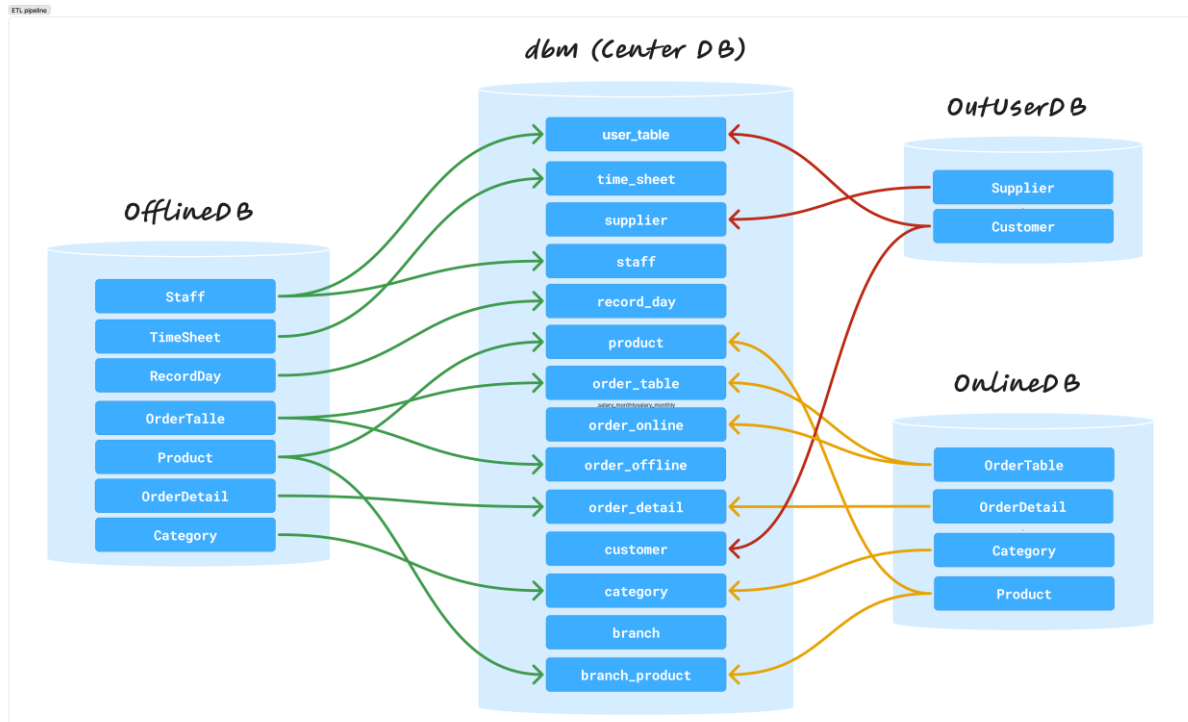 ETL pipeline
dbm (Center DB)
OutUserDB
OfflineDB
OnlineDB
Staff
TimeSheet
RecordDay
OrderTalle
Product
OrderDetail
Category
user_table
time_sheet
supplier
staff
record_day
product
order_table
salary_monthlysalary_monthly
order_online
order_offline
order_detail
customer
category
branch
branch_product
Supplier
Customer
OrderTable
OrderDetail
Category
Product